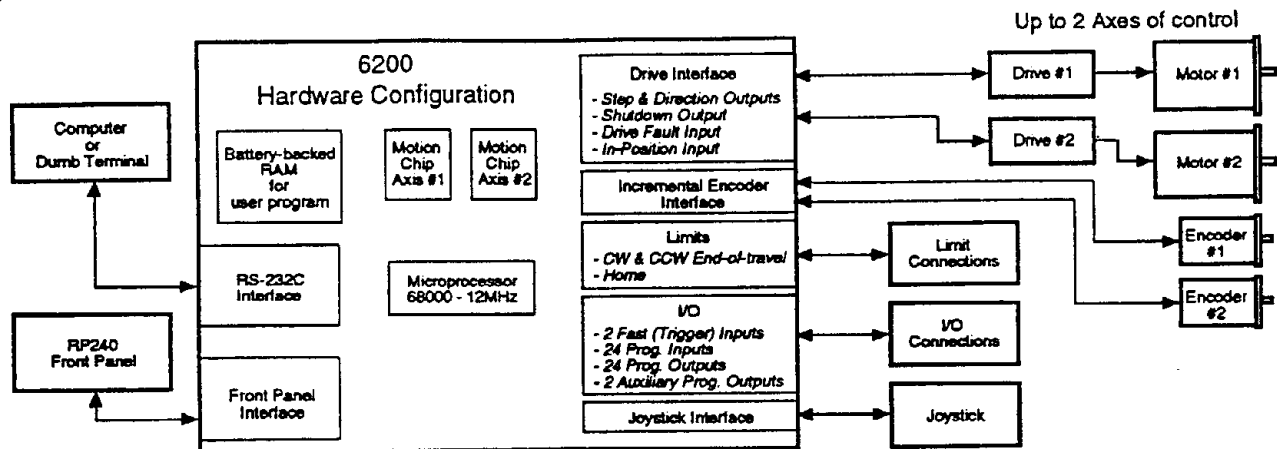 Up to 2 Axes of control
6200
Hardware Configuration
Computer
or
Dumb Terminal
RP240
Front Panel
Battery-backed
RAM
for
user program
Motion
Chip
Axis #1
Motion
Chip
Axis #2
RS-232C
Interface
Microprocessor
68000 - 12MHz
Front Panel
Interface
Drive Interface
- Step & Direction Outputs
- Shutdown Output
- Drive Fault Input
- In-Position Input
Incremental Encoder
Interface
Limits
- CW & CCW End-of-travel
- Home
I/O
- 2 Fast (Trigger) Inputs
- 24 Prog. Inputs
- 24 Prog. Outputs
- 2 Auxiliary Prog. Outputs
Joystick Interface
Drive #1
Motor #1
Drive #2
Motor #2
Encoder
#1
Encoder
#2
Limit
Connections
I/O
Connections
Joystick